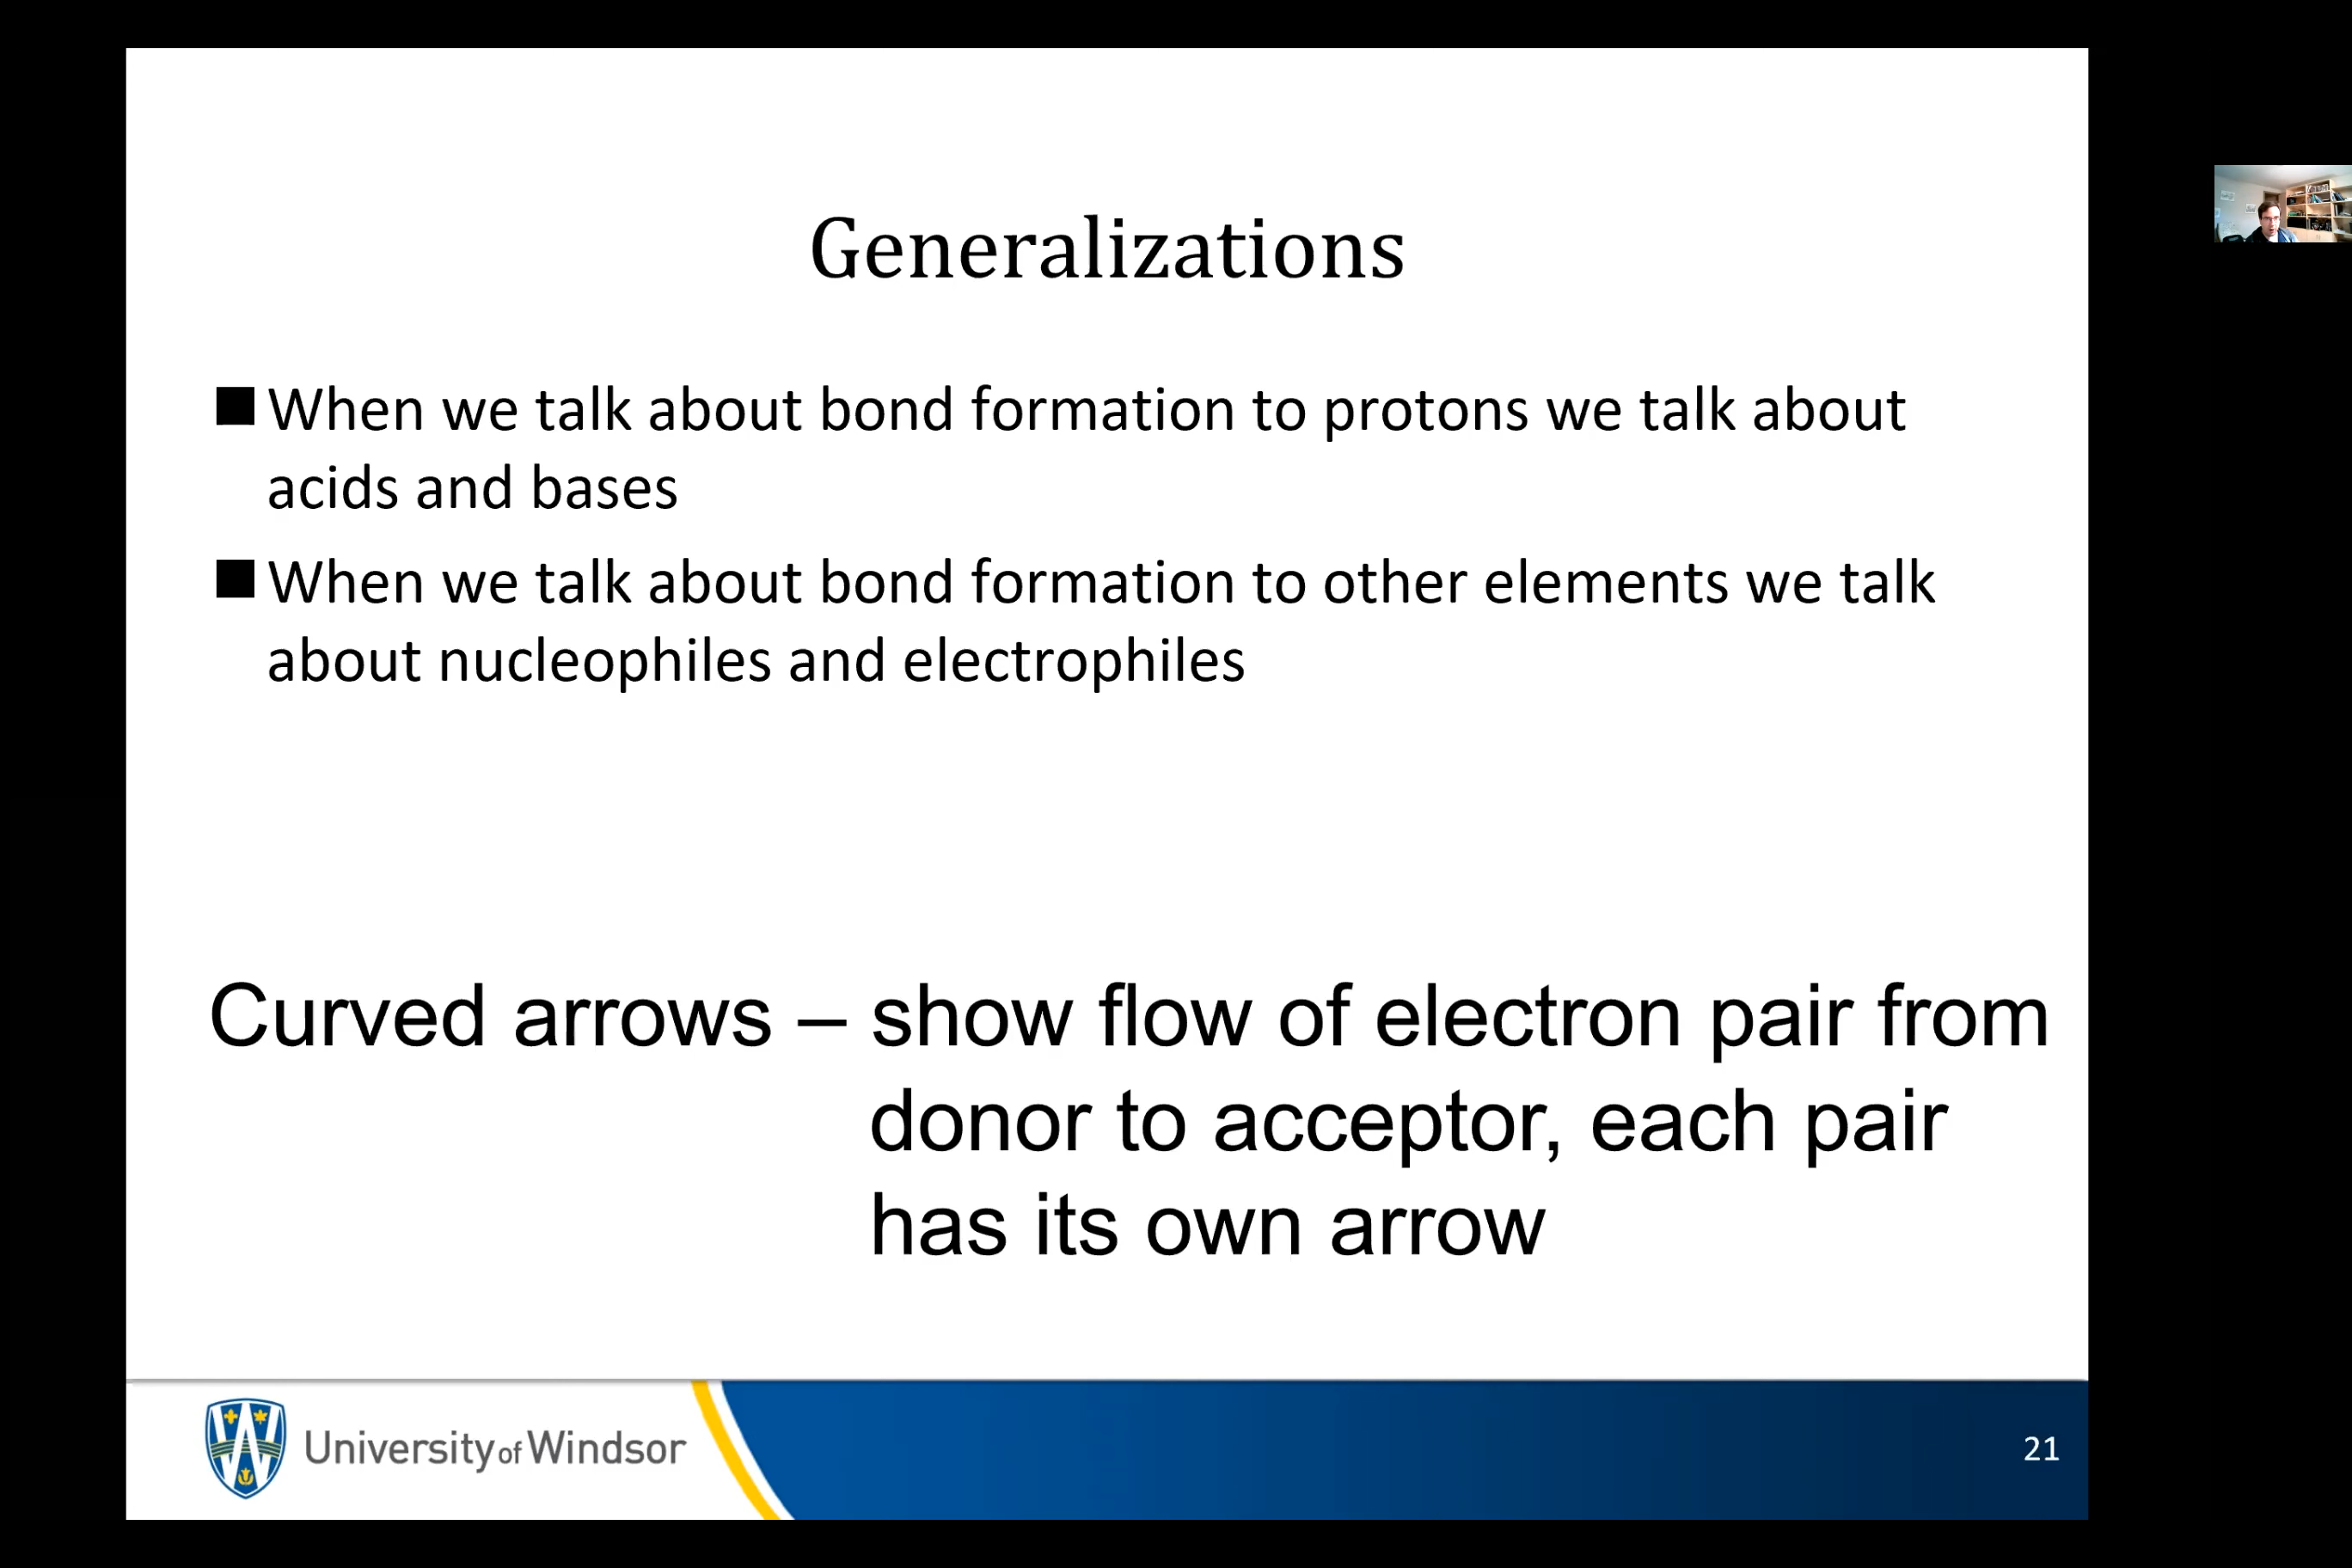 Generalizations
■ When we talk about bond formation to protons we talk about
acids and bases
■ When we talk about bond formation to other elements we talk
about nucleophiles and electrophiles
Curved arrows – show flow of electron pair from
donor to acceptor, each pair
has its own arrow
University of Windsor
21